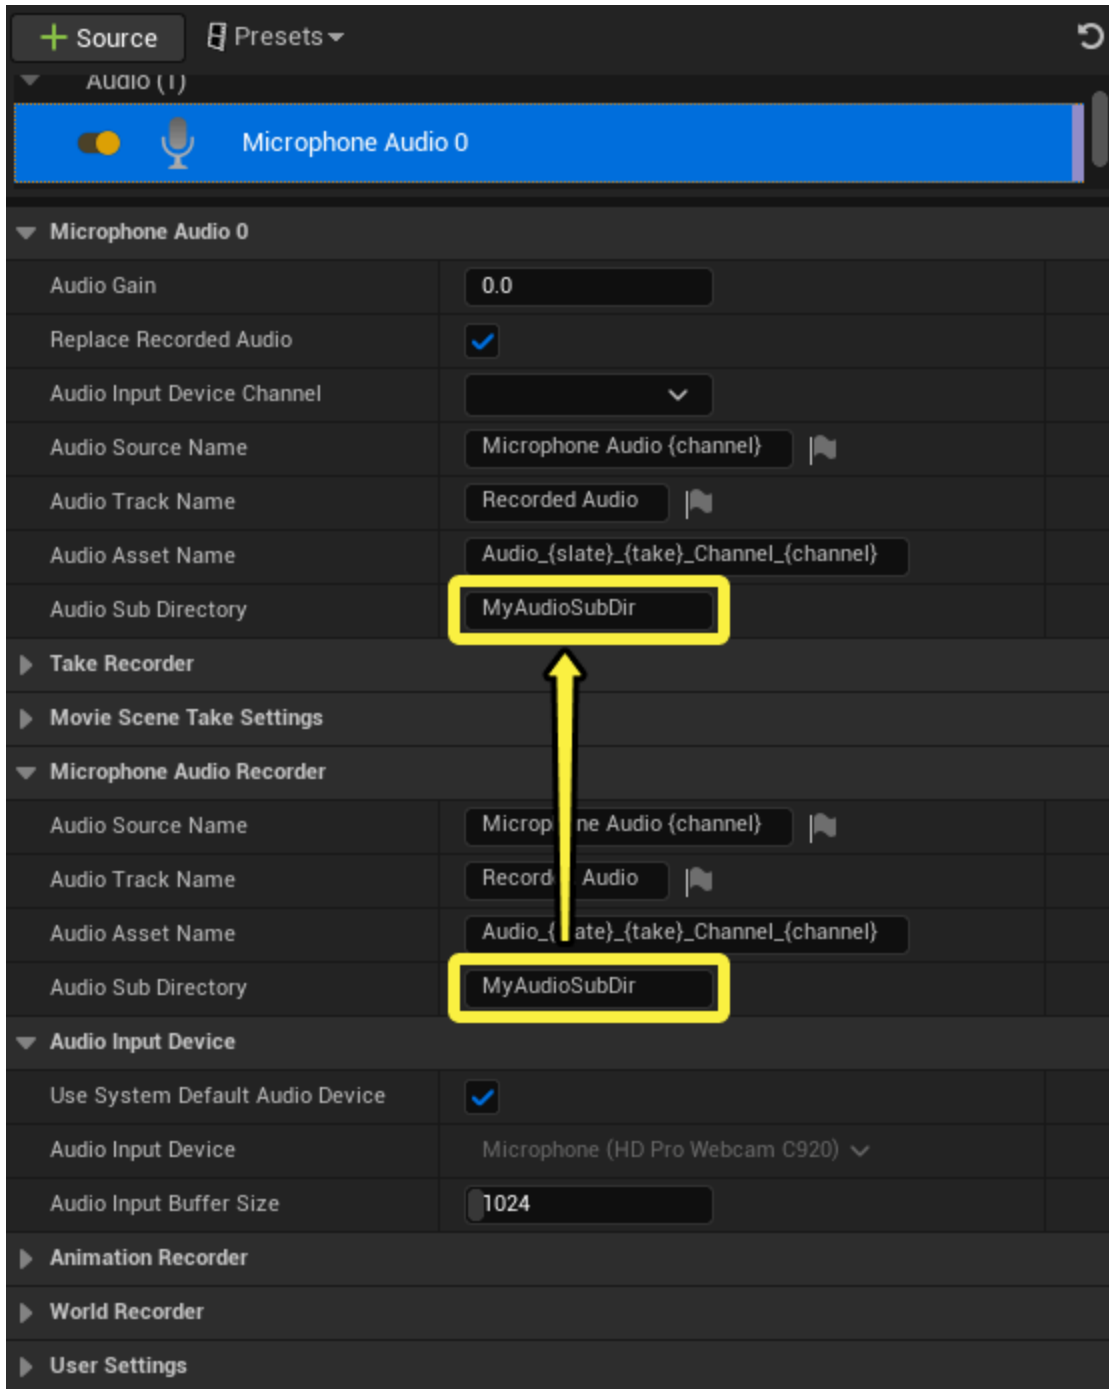 + Source Presets
Audio (1)
Microphone Audio 0
Microphone Audio 0
Audio Gain 0.0
Replace Recorded Audio
Audio Input Device Channel
Audio Source Name Microphone Audio {channel}
Audio Track Name Recorded Audio
Audio Asset Name Audio_{slate}_{take}_Channel_{channel}
Audio Sub Directory MyAudioSubDir
Take Recorder
Movie Scene Take Settings
Microphone Audio Recorder
Audio Source Name Microphone Audio {channel}
Audio Track Name Recorded Audio
Audio Asset Name Audio_{slate}_{take}_Channel_{channel}
Audio Sub Directory MyAudioSubDir
Audio Input Device
Use System Default Audio Device
Audio Input Device Microphone (HD Pro Webcam C920)
Audio Input Buffer Size 1024
Animation Recorder
World Recorder
User Settings